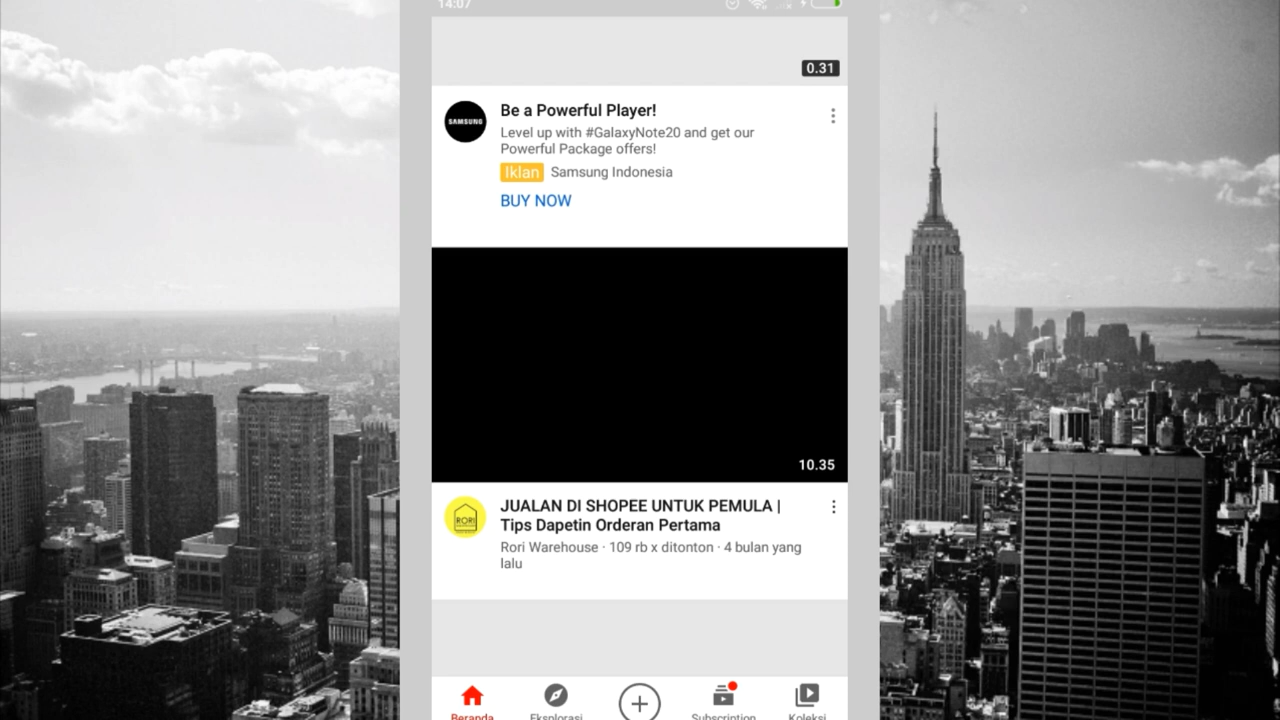 14:07
0.31
SAMSUNG
Be a Powerful Player!
Level up with #GalaxyNote20 and get our
Powerful Package offers!
Iklan Samsung Indonesia
BUY NOW
10.35
RORI
JUALAN DI SHOPEE UNTUK PEMULA |
Tips Dapetin Orderan Pertama
Rori Warehouse · 109 rb x ditonton · 4 bulan yang
lalu
Beranda Eksplorasi Subscription Koleksi